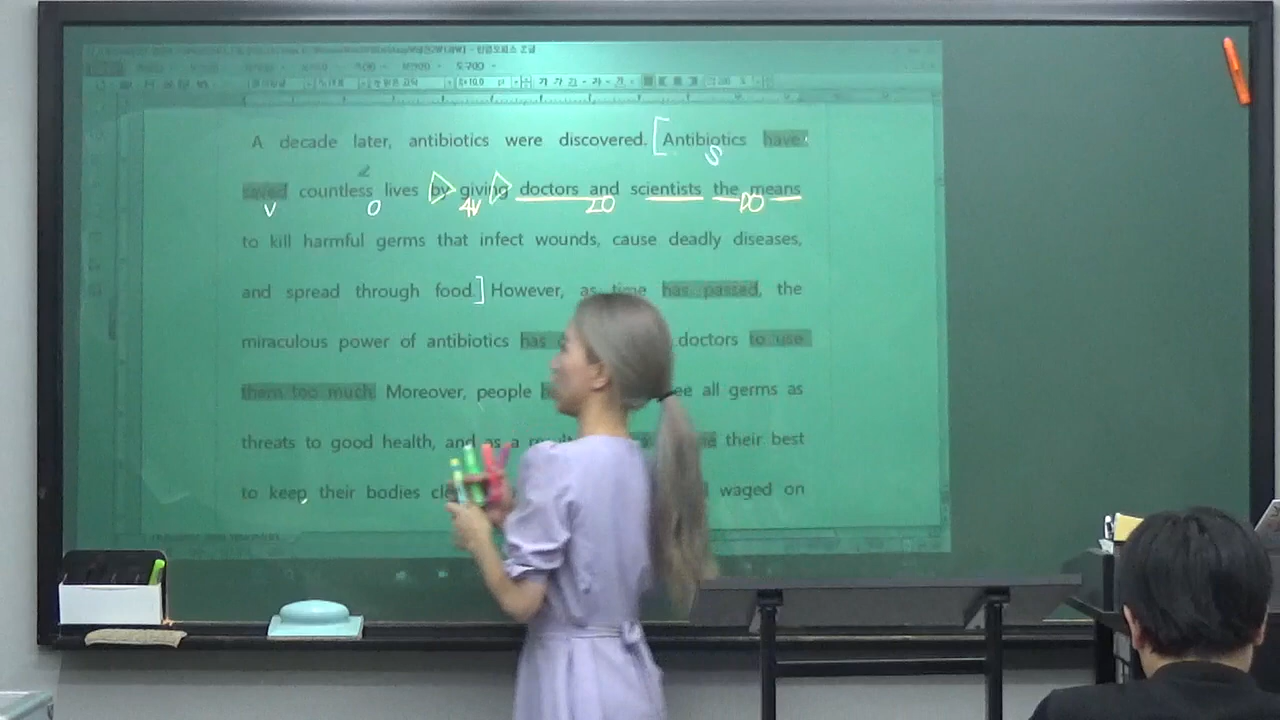 A decade later, antibiotics were discovered. [Antibiotics have
S
saved countless lives by giving doctors and scientists the means
V O 4V IO DO
to kill harmful germs that infect wounds, cause deadly diseases,
and spread through food.] However, as time has passed, the
miraculous power of antibiotics has doctors to use
them too much. Moreover, people all germs as
threats to good health, and as a result their best
to keep their bodies waged on